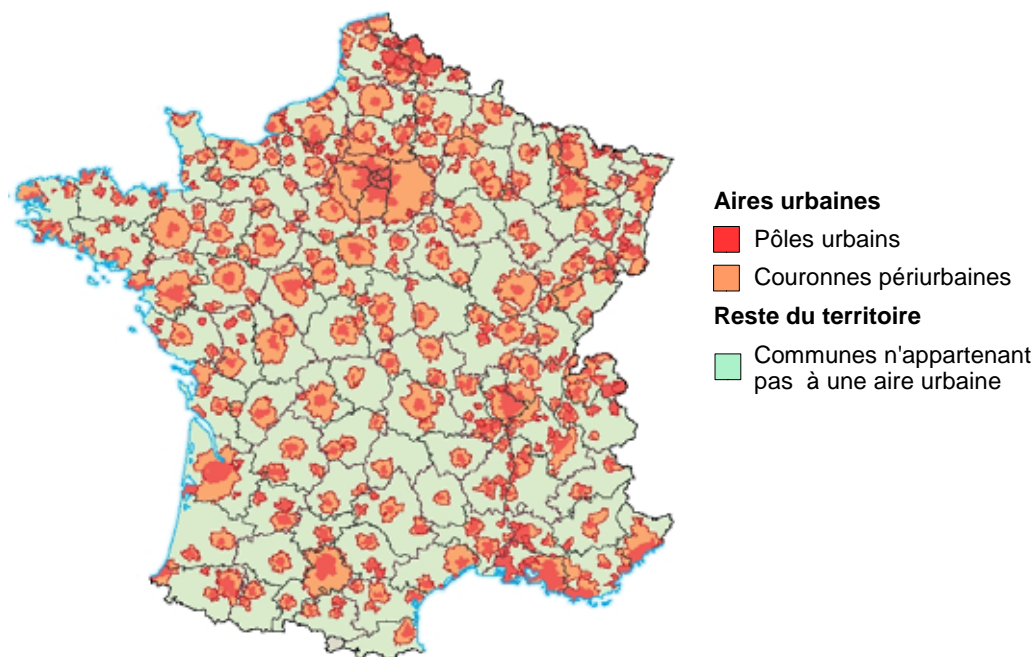 Aires urbaines
Pôles urbains
Couronnes périurbaines
Reste du territoire
Communes n'appartenant
pas à une aire urbaine